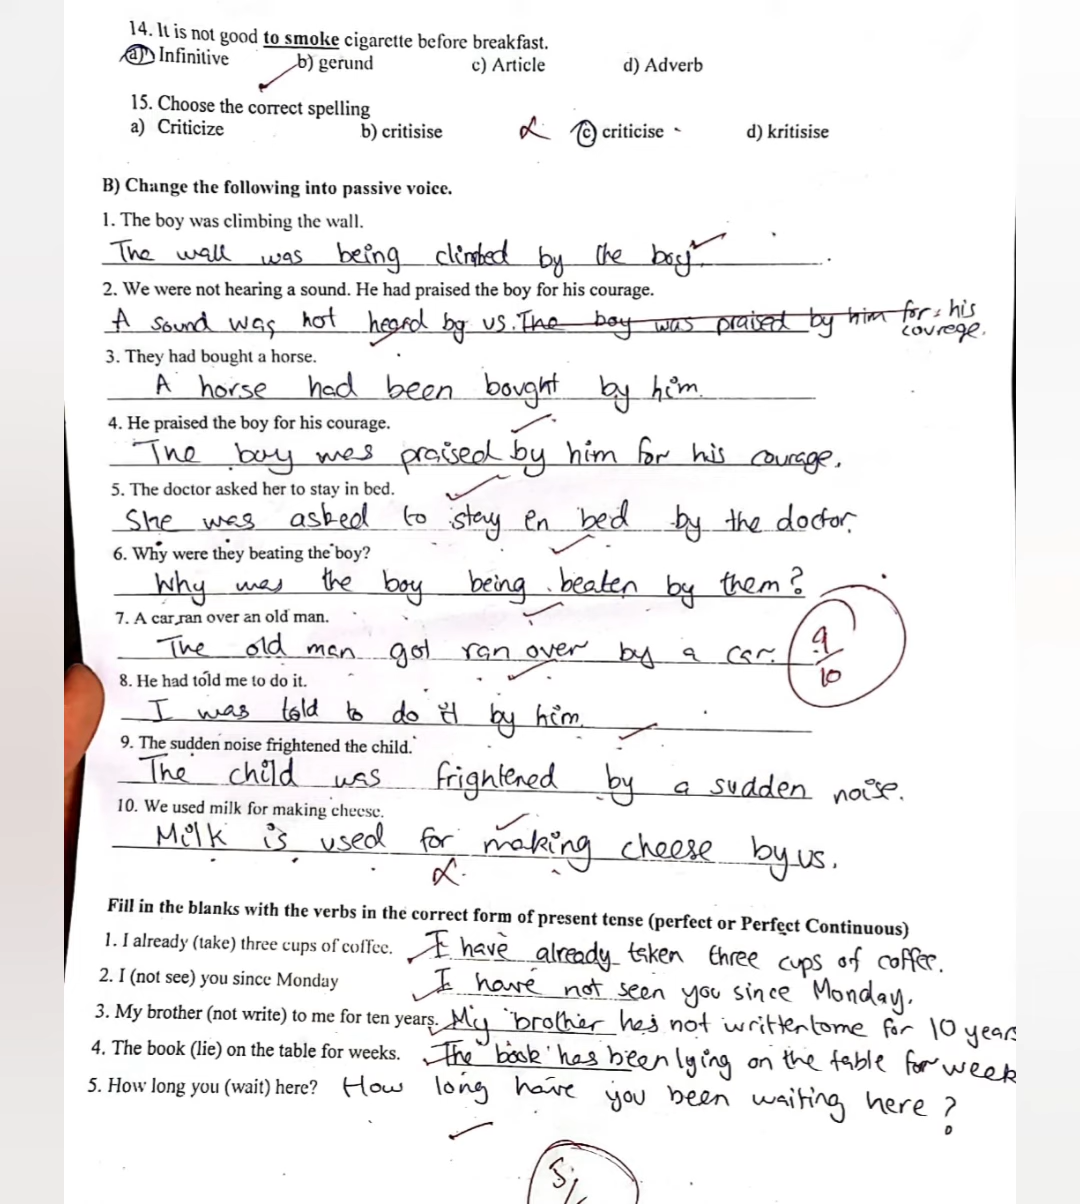 14. It is not good to smoke cigarette before breakfast.
a) Infinitive b) gerund c) Article d) Adverb
15. Choose the correct spelling
a) Criticize b) critisise c) criticise d) kritisise
B) Change the following into passive voice.
1. The boy was climbing the wall.
The wall was being climbed by the boy
2. We were not hearing a sound. He had praised the boy for his courage.
A sound was not heard by us. The boy was praised by him for his
courege.
3. They had bought a horse.
A horse had been bought by him.
4. He praised the boy for his courage.
The boy was praised by him for his courage.
5. The doctor asked her to stay in bed.
She was asked to stay in bed by the doctor.
6. Why were they beating the boy?
Why was the boy being beaten by them?
7. A car ran over an old man.
The old man got ran over by a car.
9/10
8. He had told me to do it.
I was told to do it by him.
9. The sudden noise frightened the child.
The child was frightened by a sudden noise.
10. We used milk for making cheese.
Milk is used for making cheese by us.
Fill in the blanks with the verbs in the correct form of present tense (perfect or Perfect Continuous)
1. I already (take) three cups of coffee. I have already taken three cups of coffee.
2. I (not see) you since Monday I have not seen you since Monday.
3. My brother (not write) to me for ten years. My brother has not written to me for 10 years
4. The book (lie) on the table for weeks. The book has been lying on the table for week
5. How long you (wait) here? How long have you been waiting here?
5/